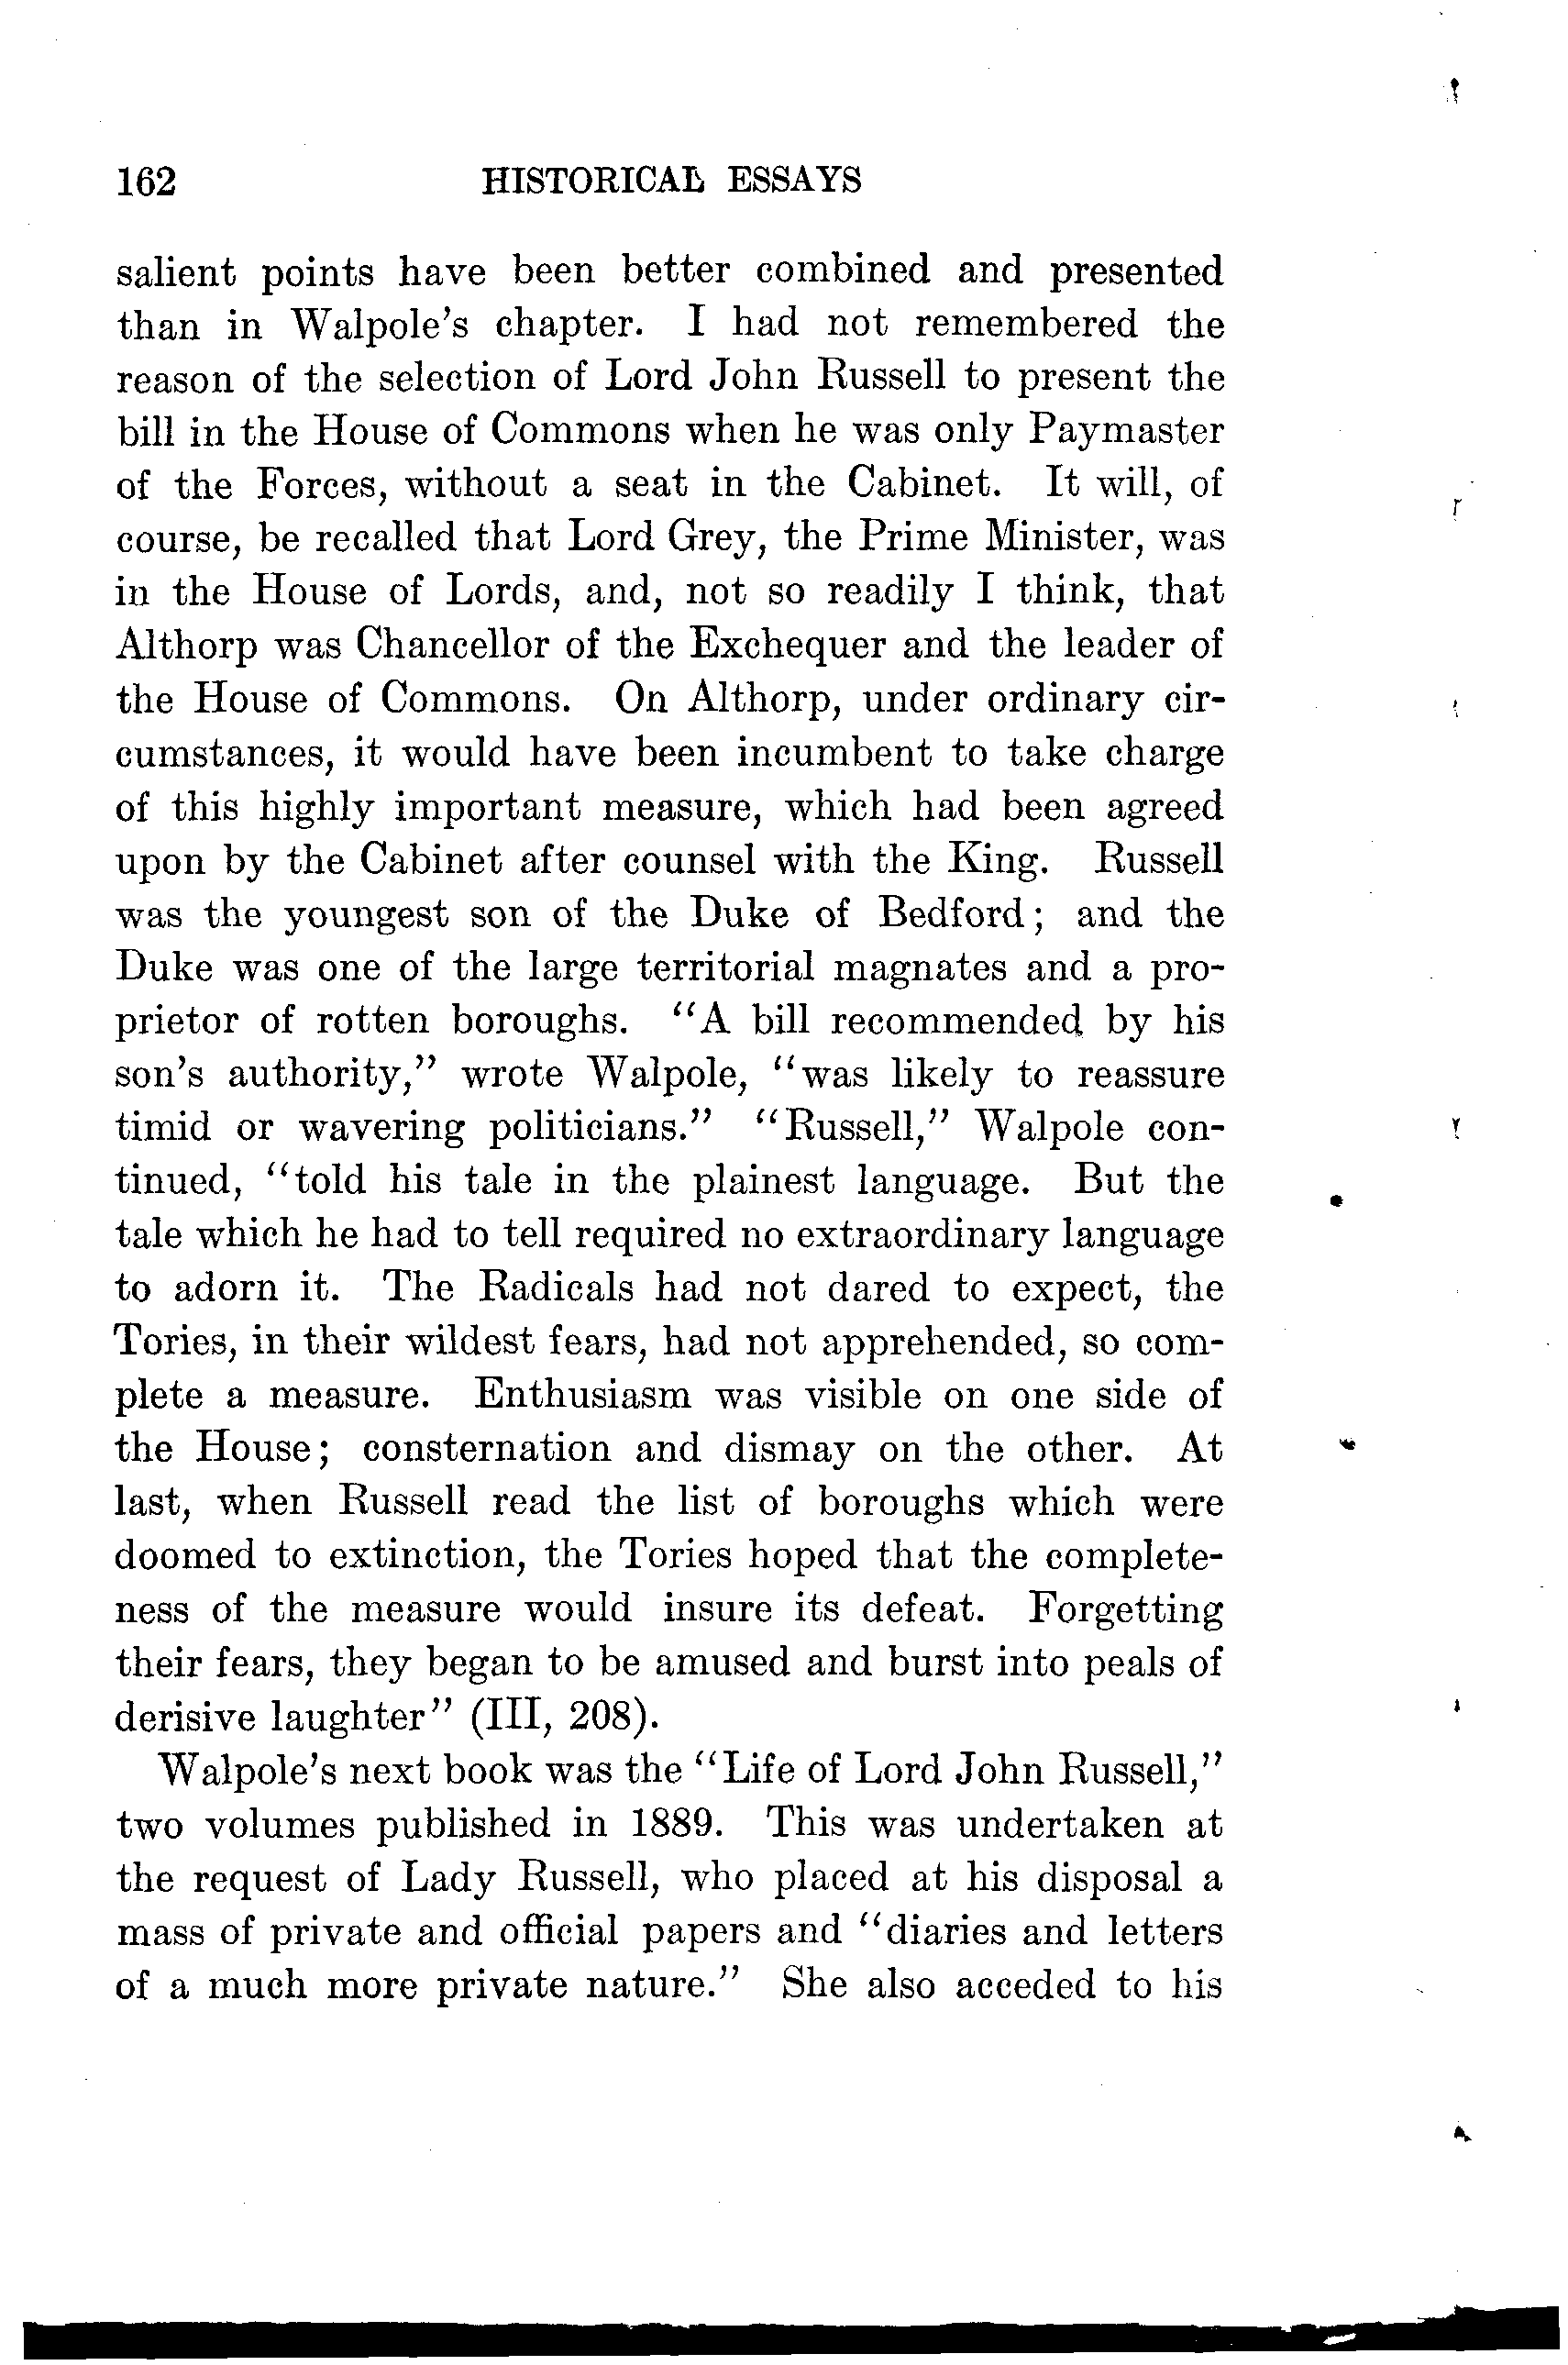 162 HISTORICAL ESSAYS
salient points have been better combined and presented
than in Walpole's chapter. I had not remembered the
reason of the selection of Lord John Russell to present the
bill in the House of Commons when he was only Paymaster
of the Forces, without a seat in the Cabinet. It will, of
course, be recalled that Lord Grey, the Prime Minister, was
in the House of Lords, and, not so readily I think, that
Althorp was Chancellor of the Exchequer and the leader of
the House of Commons. On Althorp, under ordinary cir-
cumstances, it would have been incumbent to take charge
of this highly important measure, which had been agreed
upon by the Cabinet after counsel with the King. Russell
was the youngest son of the Duke of Bedford; and the
Duke was one of the large territorial magnates and a pro-
prietor of rotten boroughs. "A bill recommended by his
son's authority," wrote Walpole, "was likely to reassure
timid or wavering politicians." "Russell," Walpole con-
tinued, "told his tale in the plainest language. But the
tale which he had to tell required no extraordinary language
to adorn it. The Radicals had not dared to expect, the
Tories, in their wildest fears, had not apprehended, so com-
plete a measure. Enthusiasm was visible on one side of
the House; consternation and dismay on the other. At
last, when Russell read the list of boroughs which were
doomed to extinction, the Tories hoped that the complete-
ness of the measure would insure its defeat. Forgetting
their fears, they began to be amused and burst into peals of
derisive laughter" (III, 208).
Walpole's next book was the "Life of Lord John Russell,"
two volumes published in 1889. This was undertaken at
the request of Lady Russell, who placed at his disposal a
mass of private and official papers and "diaries and letters
of a much more private nature." She also acceded to his